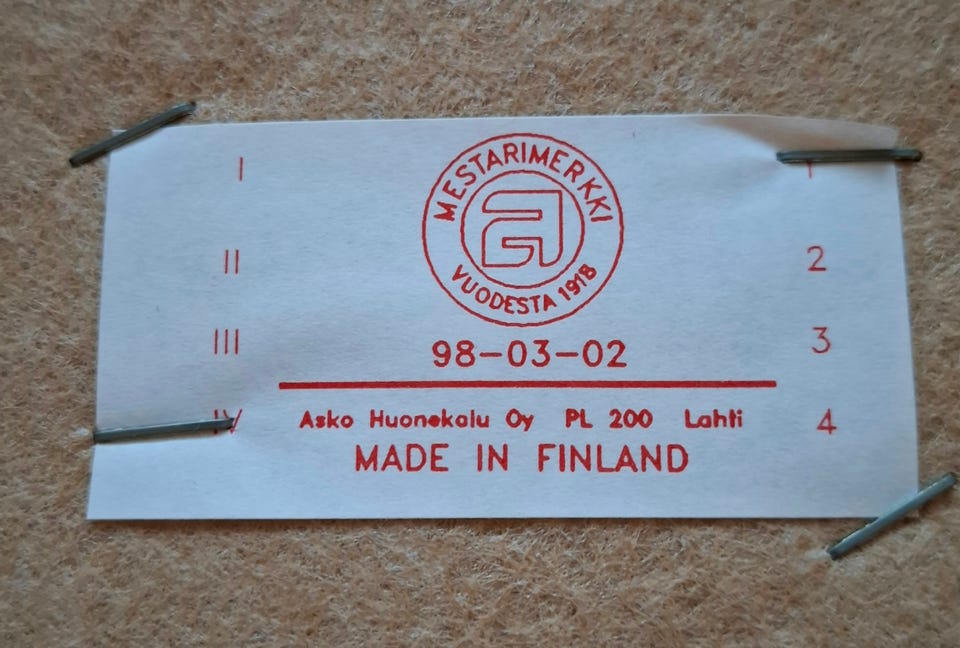 MESTARIMERKKI
a
VUODESTA 1918
I 1
II 2
98-03-02
III 3
Asko Huonekalu Oy PL 200 Lahti
IV 4
MADE IN FINLAND